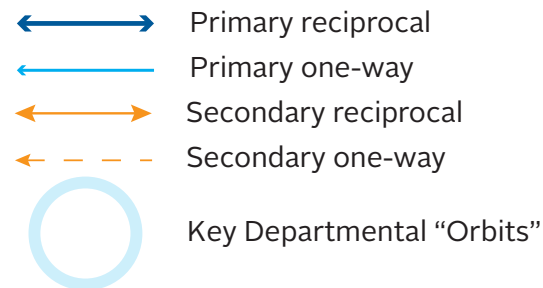 Primary reciprocal
Primary one-way
Secondary reciprocal
Secondary one-way
Key Departmental “Orbits”